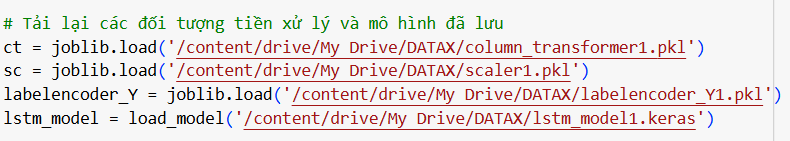 # Tải lại các đối tượng tiền xử lý và mô hình đã lưu
ct = joblib.load('/content/drive/My Drive/DATAX/column_transformer1.pkl')
sc = joblib.load('/content/drive/My Drive/DATAX/scaler1.pkl')
labelencoder_Y = joblib.load('/content/drive/My Drive/DATAX/labelencoder_Y1.pkl')
lstm_model = load_model('/content/drive/My Drive/DATAX/lstm_model1.keras')